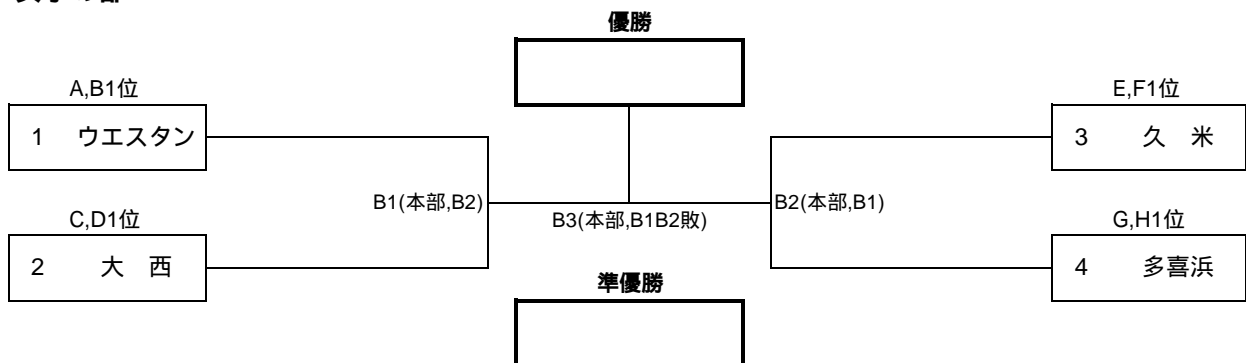 優勝
A,B1位
E,F1位
1 ウエスタン
3 久 米
B1(本部,B2)
B3(本部,B1B2敗)
B2(本部,B1)
C,D1位
G,H1位
2 大 西
4 多喜浜
準優勝